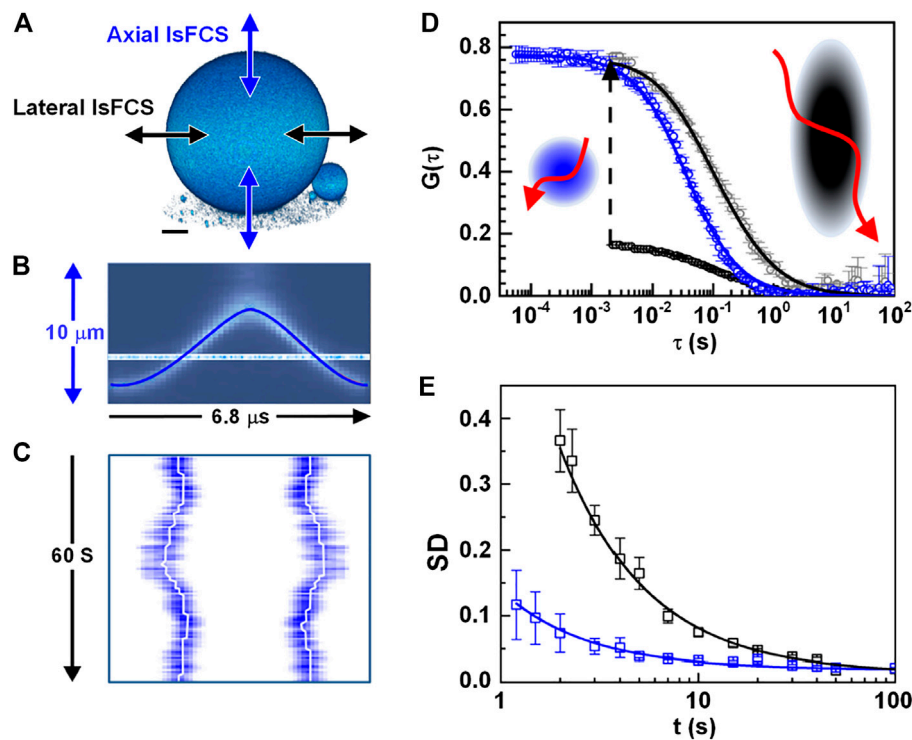 A
Axial lsFCS
Lateral lsFCS
B
10 μm
6.8 μs
C
60 S
D
G(τ)
0.8
0.6
0.4
0.2
0.0
10⁻⁴ 10⁻³ 10⁻² 10⁻¹ 10⁰ 10¹ 10²
τ (s)
E
SD
0.4
0.3
0.2
0.1
0.0
1 10 100
t (s)